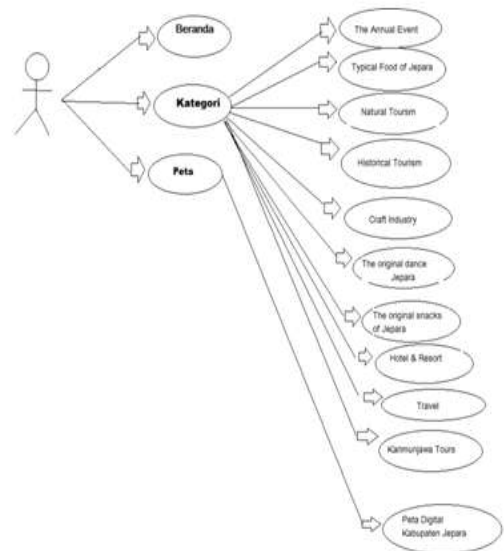 Beranda
Kategori
Peta
The Annual Event
Typical Food of Jepara
Natural Tourism
Historical Tourism
Craft Industry
The original dance
Jepara
The original snacks
of Jepara
Hotel & Resort
Travel
Karimunjawa Tours
Peta Digital
Kabupaten Jepara